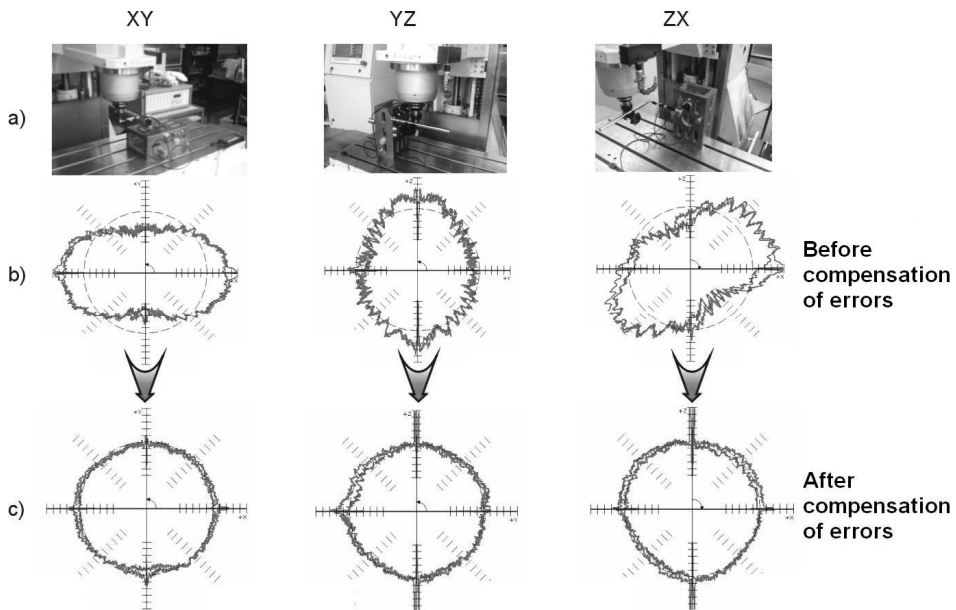 XY
YZ
ZX
a)
b)
+Y
+X
+Z
+Y
+Z
+X
Before
compensation
of errors
c)
+Y
+X
+Z
+Y
+Z
+X
After
compensation
of errors